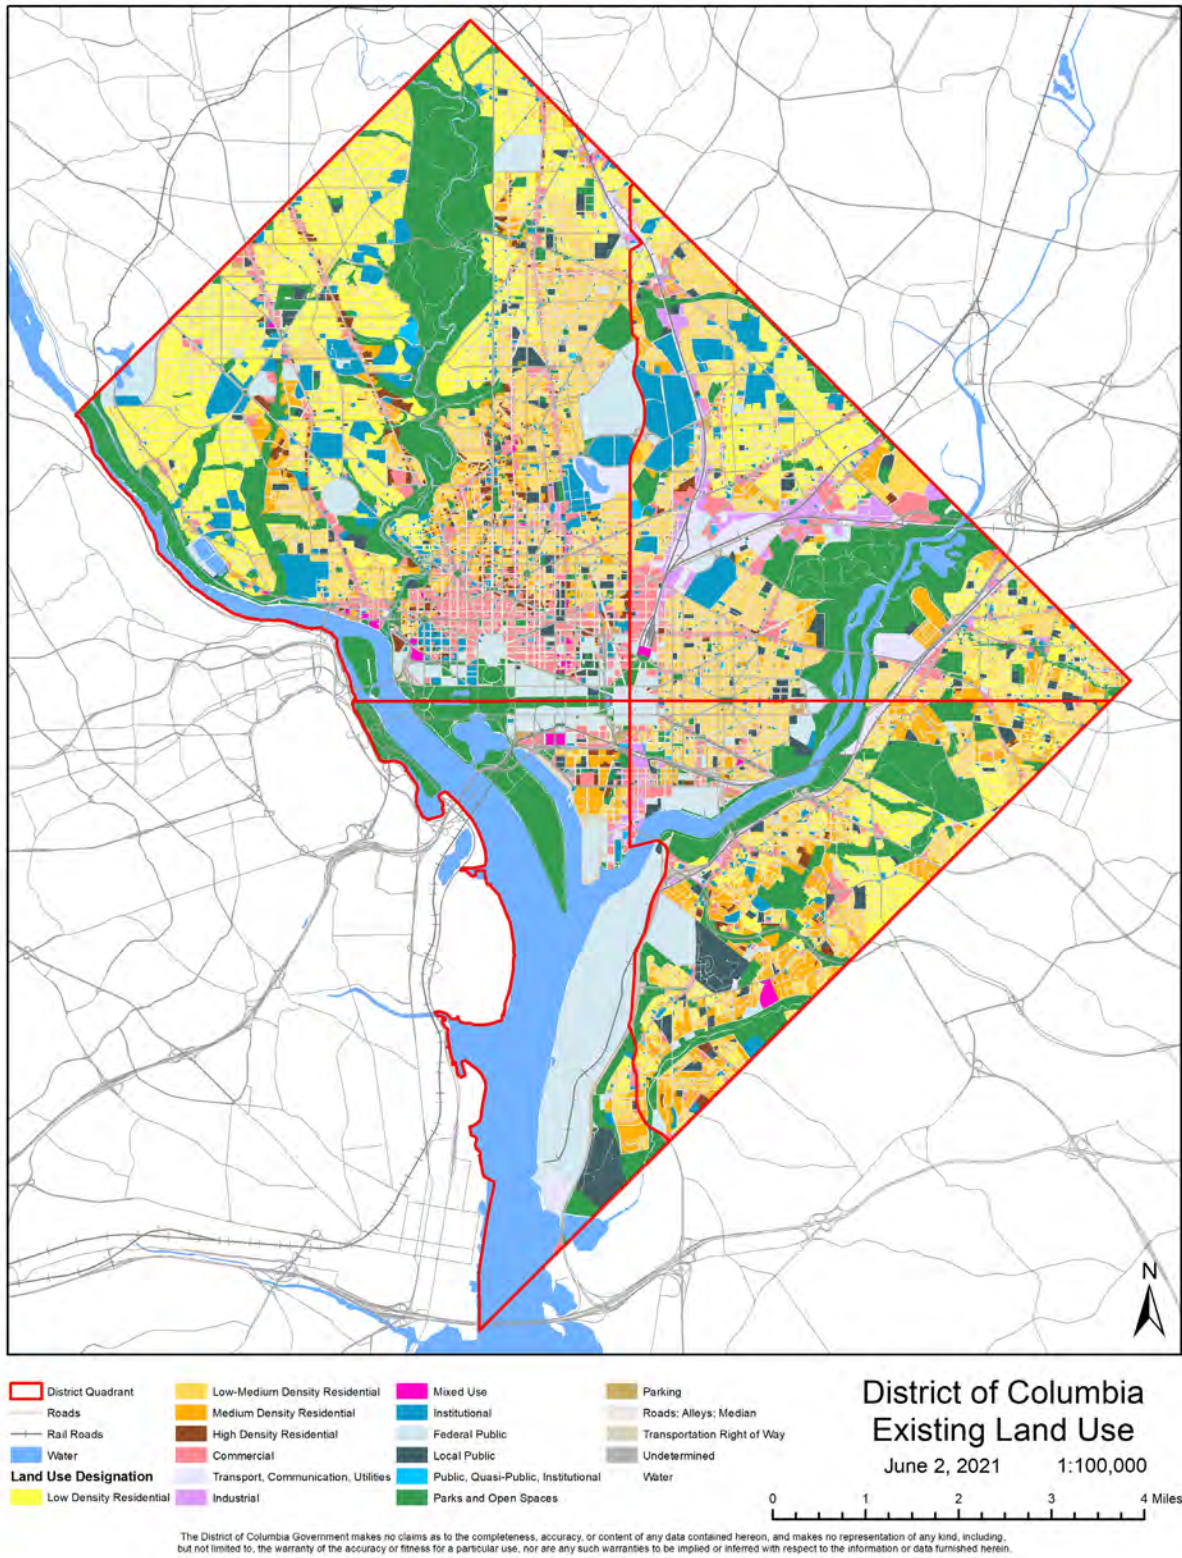 N
District Quadrant
Roads
Rail Roads
Water
Land Use Designation
Low Density Residential
Low-Medium Density Residential
Medium Density Residential
High Density Residential
Commercial
Transport, Communication, Utilities
Industrial
Mixed Use
Institutional
Federal Public
Local Public
Public, Quasi-Public, Institutional
Parks and Open Spaces
Parking
Roads; Alleys; Median
Transportation Right of Way
Undetermined
Water
District of Columbia
Existing Land Use
June 2, 2021 1:100,000
0 1 2 3 4 Miles
The District of Columbia Government makes no claims as to the completeness, accuracy, or content of any data contained hereon, and makes no representation of any kind, including,
but not limited to, the warranty of the accuracy or fitness for a particular use, nor are any such warranties to be implied or inferred with respect to the information or data furnished herein.